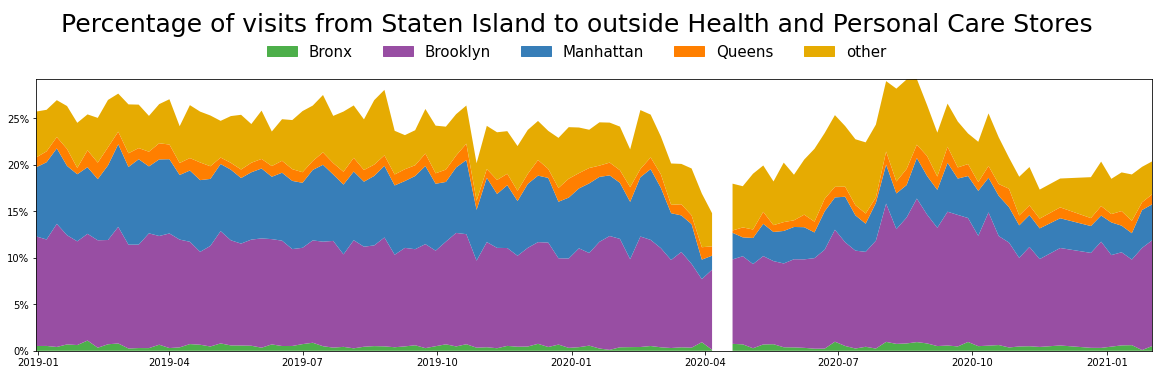 Percentage of visits from Staten Island to outside Health and Personal Care Stores
Bronx Brooklyn Manhattan Queens other
25%
20%
15%
10%
5%
0%
2019-01 2019-04 2019-07 2019-10 2020-01 2020-04 2020-07 2020-10 2021-01